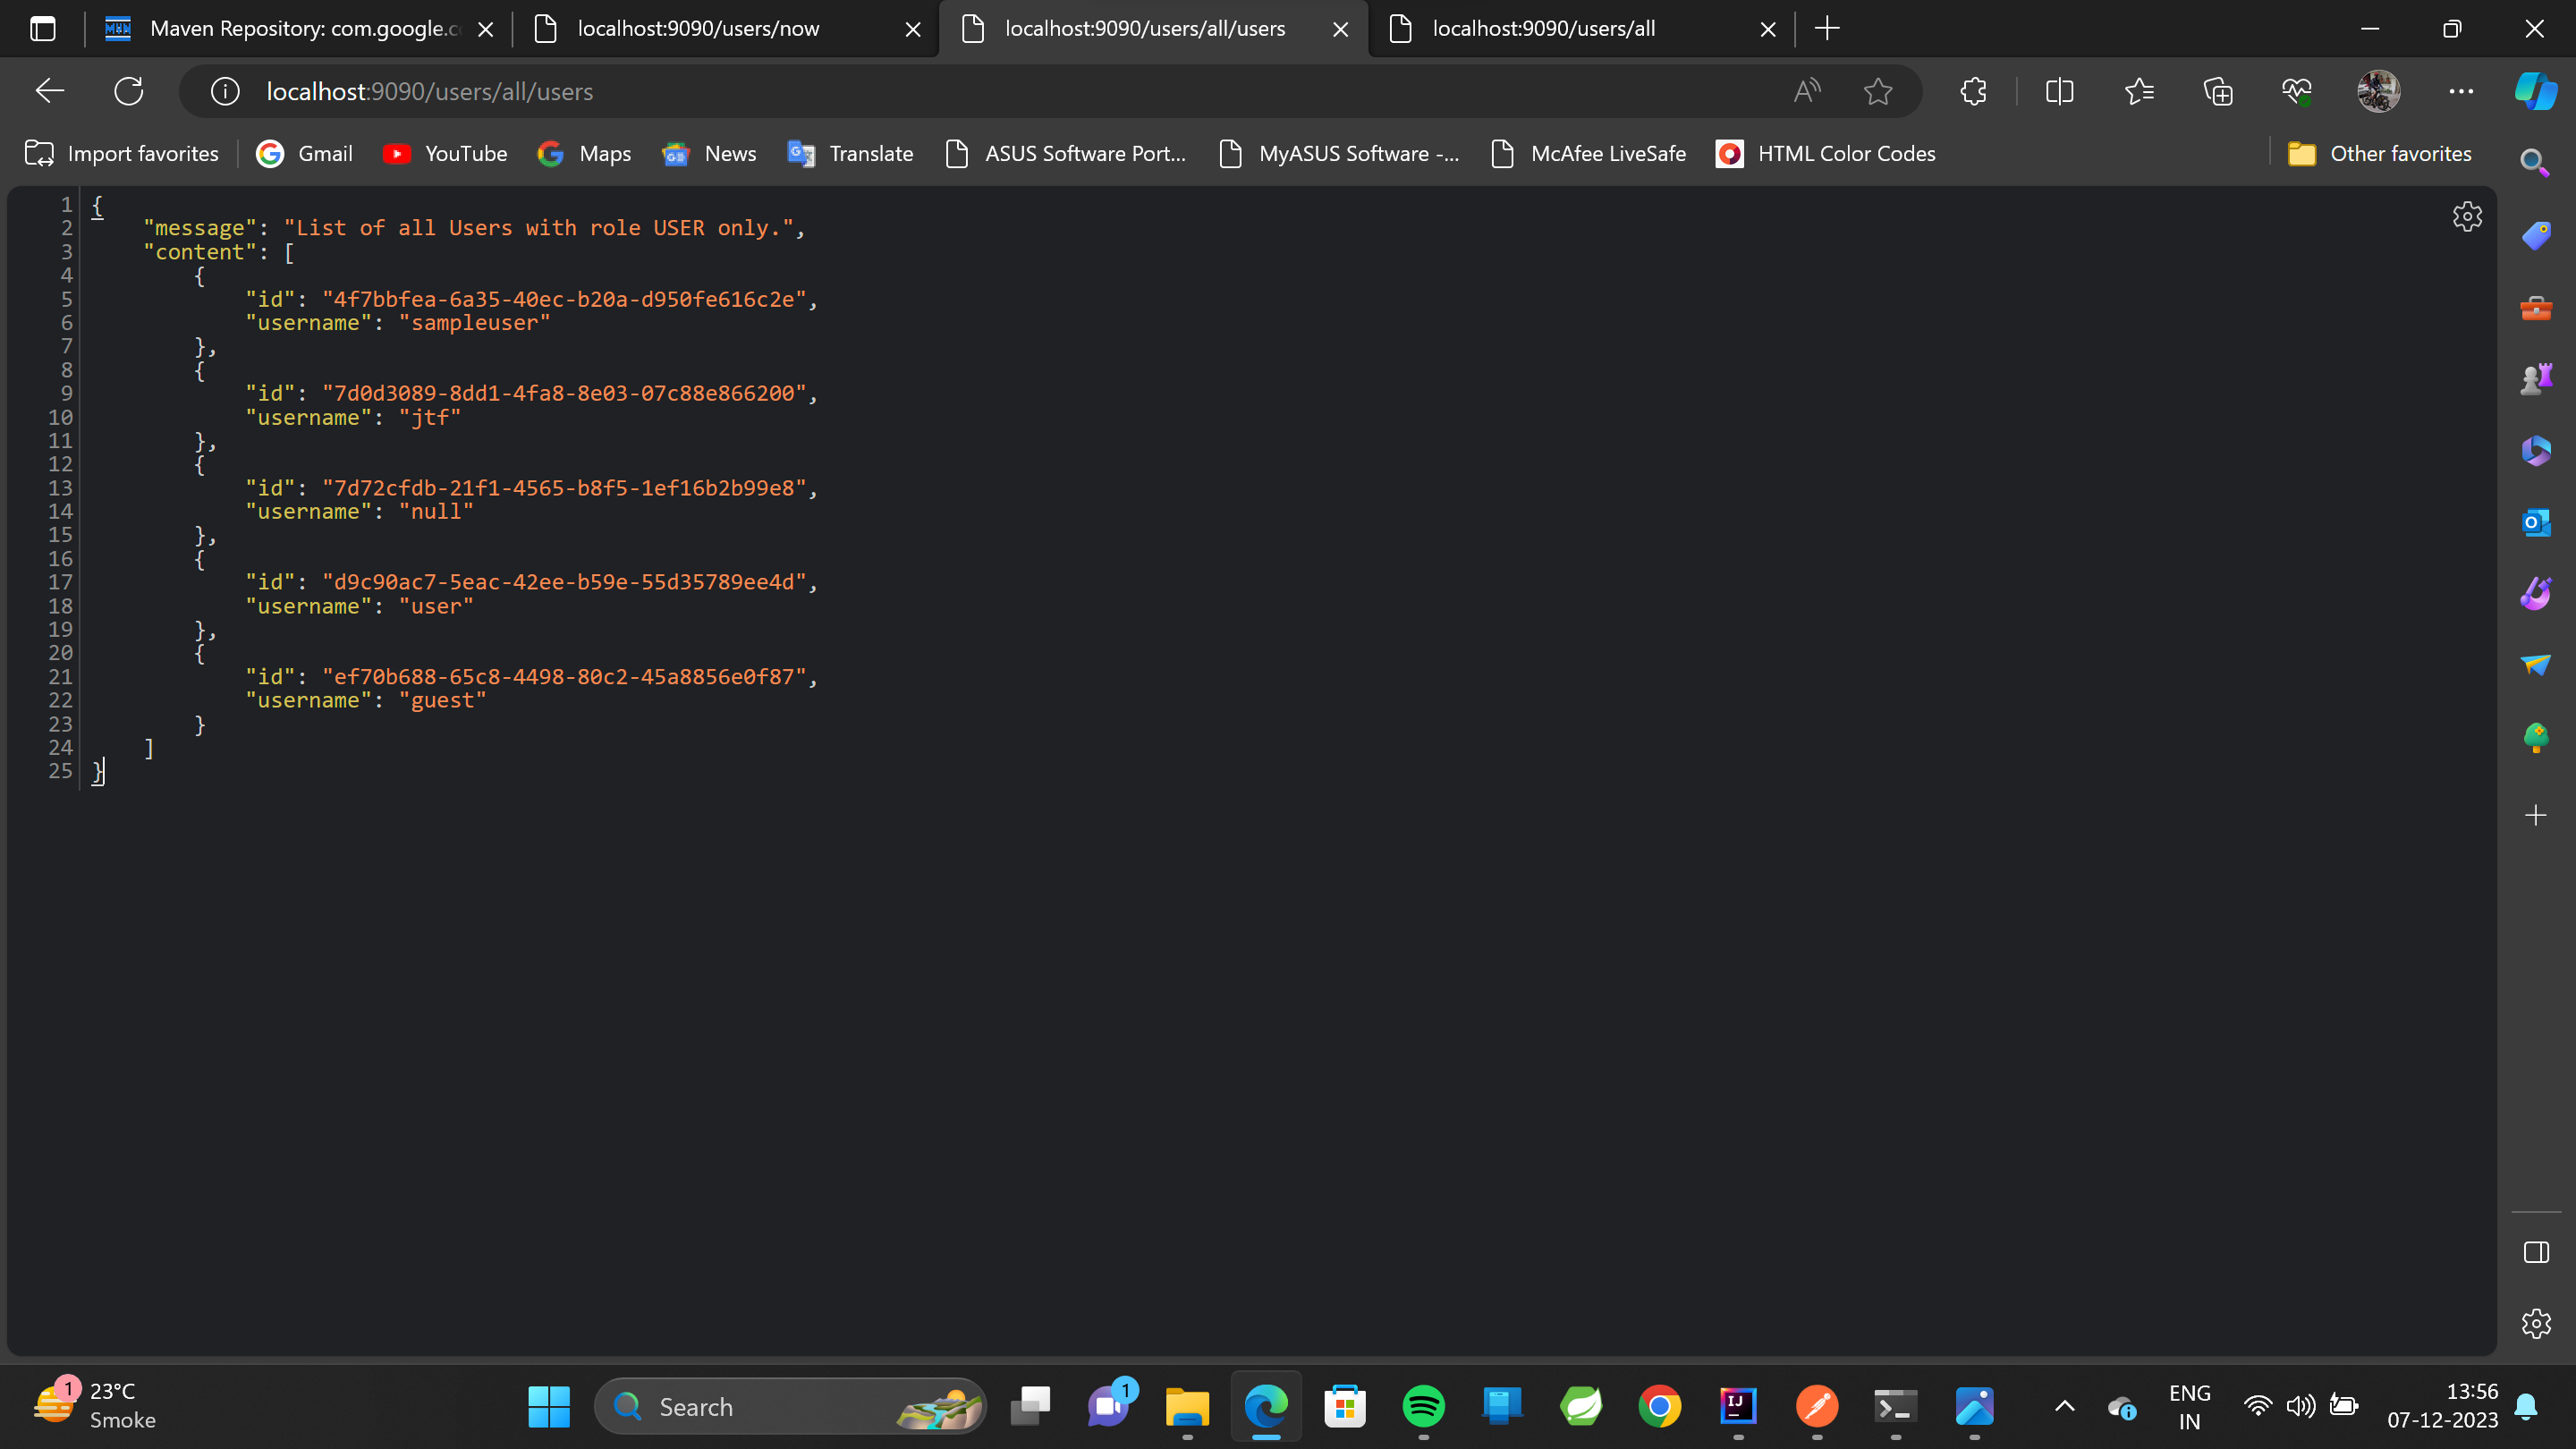 Maven Repository: com.google.c
localhost:9090/users/now
localhost:9090/users/all/users
localhost:9090/users/all
localhost:9090/users/all/users
Import favorites
Gmail
YouTube
Maps
News
Translate
ASUS Software Port...
MyASUS Software -...
McAfee LiveSafe
HTML Color Codes
Other favorites
1 {
2 "message": "List of all Users with role USER only.",
3 "content": [
4 {
5 "id": "4f7bbfea-6a35-40ec-b20a-d950fe616c2e",
6 "username": "sampleuser"
7 },
8 {
9 "id": "7d0d3089-8dd1-4fa8-8e03-07c88e866200",
10 "username": "jtf"
11 },
12 {
13 "id": "7d72cfdb-21f1-4565-b8f5-1ef16b2b99e8",
14 "username": "null"
15 },
16 {
17 "id": "d9c90ac7-5eac-42ee-b59e-55d35789ee4d",
18 "username": "user"
19 },
20 {
21 "id": "ef70b688-65c8-4498-80c2-45a8856e0f87",
22 "username": "guest"
23 }
24 ]
25 }
1
23°C
Smoke
Search
1
IJ
ENG
IN
13:56
07-12-2023